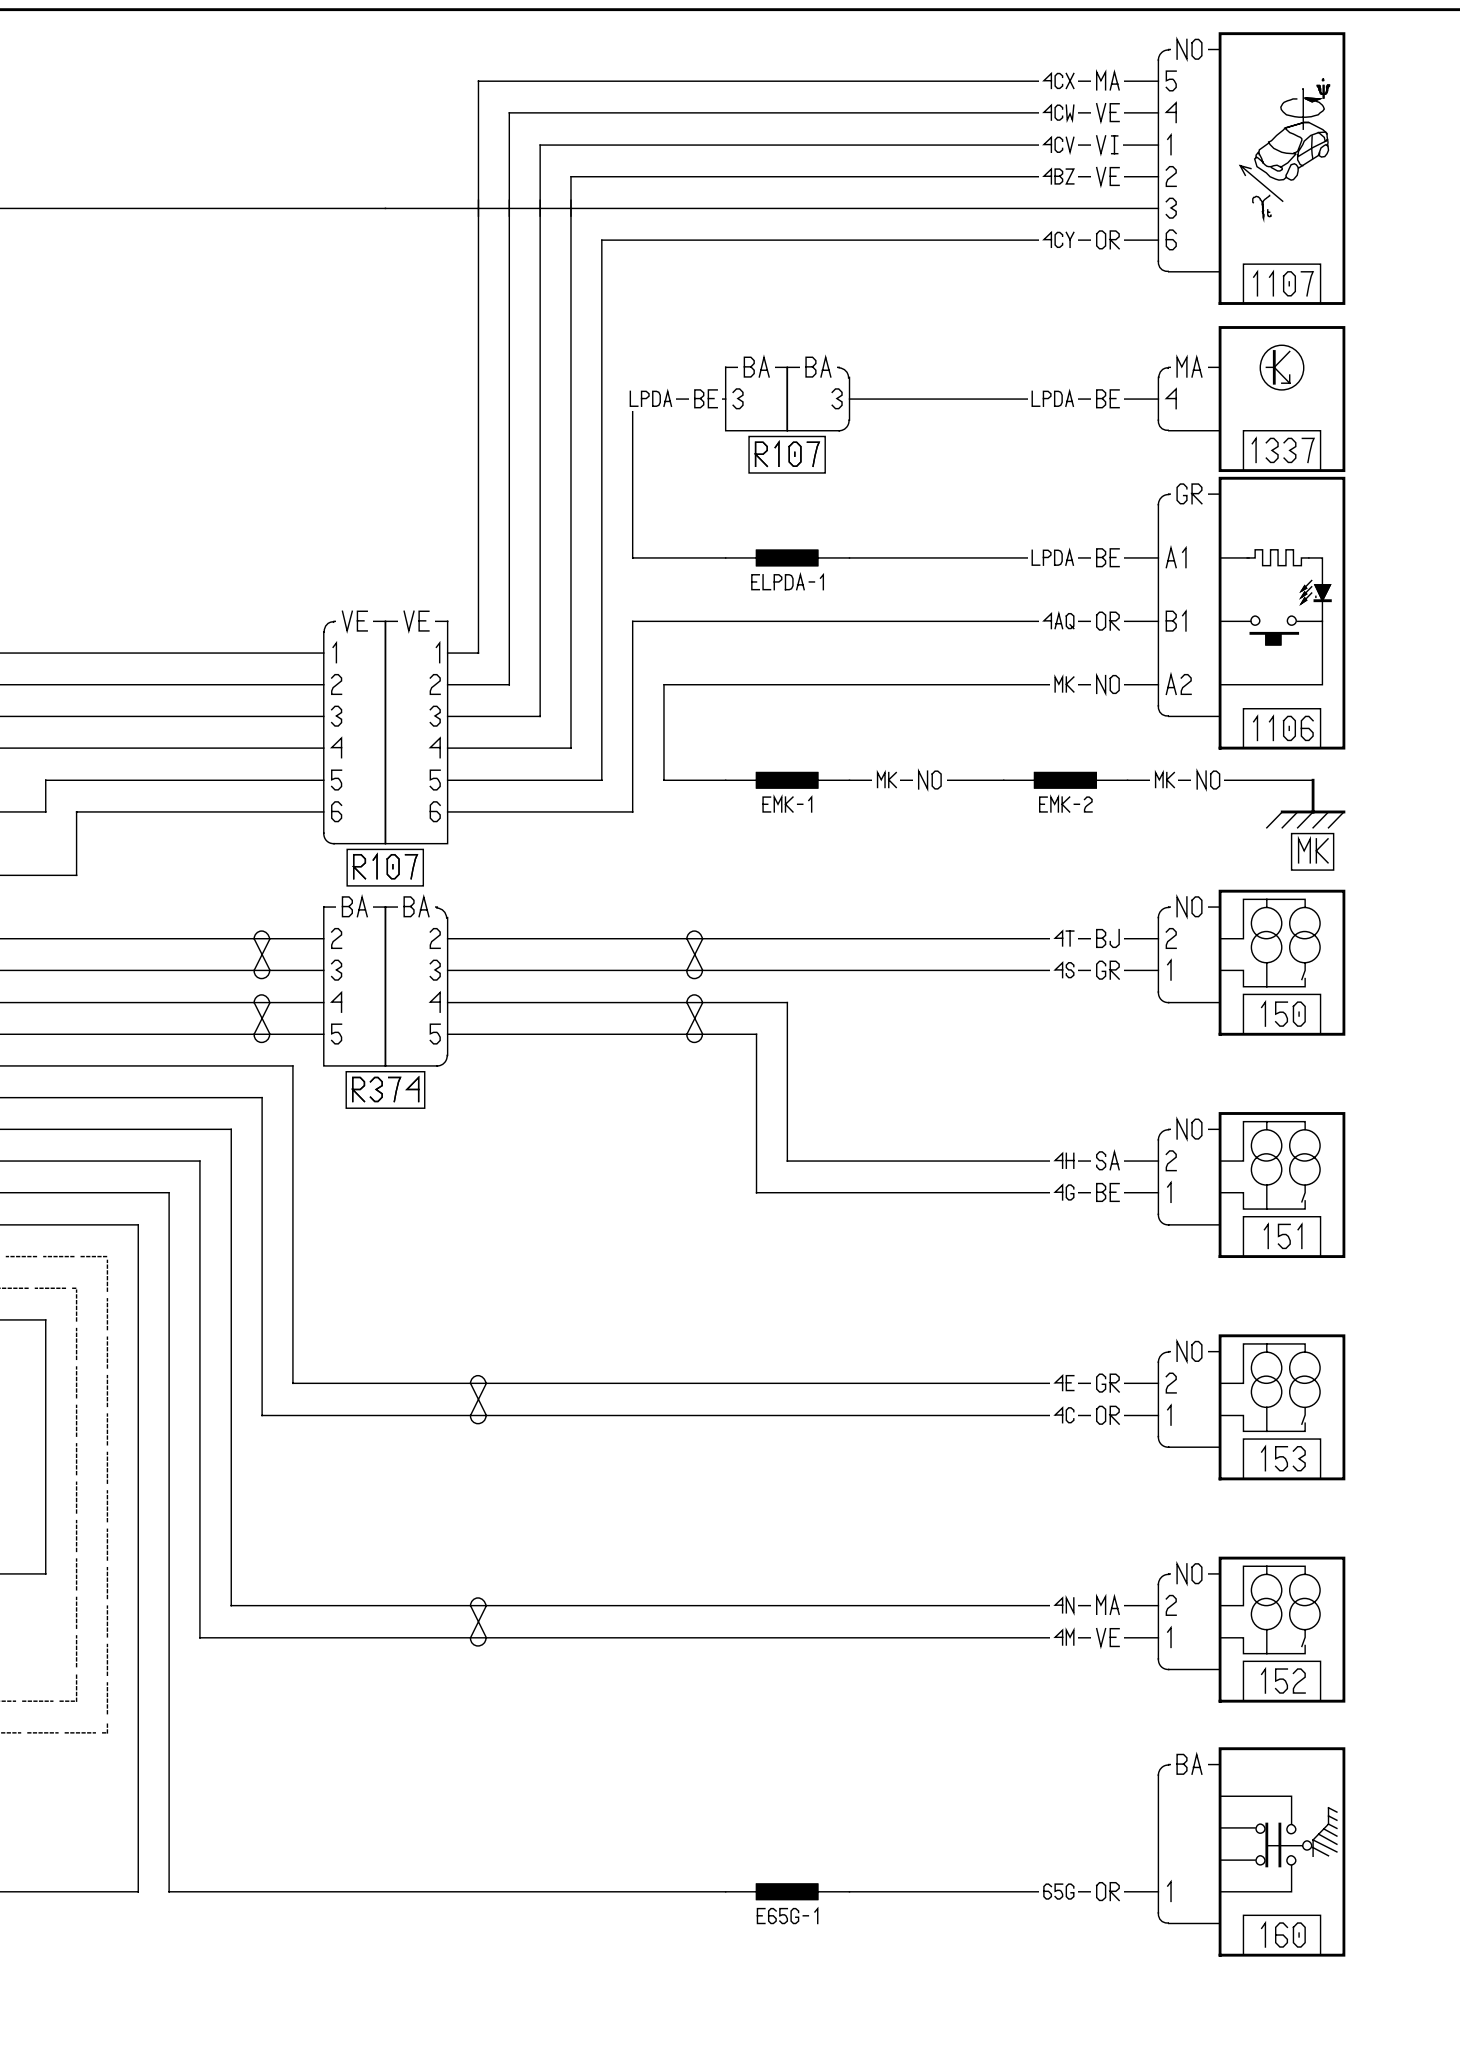 NO
4CX-MA 5
4CW-VE 4
4CV-VI 1
4BZ-VE 2
3
4CY-OR 6
1107
BA BA MA
LPDA-BE 3 3 LPDA-BE 4
R107 1337
GR
LPDA-BE A1
ELPDA-1
VE VE 4AQ-OR B1
1 1
2 2 MK-NO A2
3 3
1106
4 4
5 5 MK-NO MK-NO
EMK-1 EMK-2
6 6
MK
R107
BA BA NO
2 2 4T-BJ 2
3 3 4S-GR 1
4 4
150
5 5
R374
NO
4H-SA 2
4G-BE 1
151
NO
4E-GR 2
4C-OR 1
153
NO
4N-MA 2
4M-VE 1
152
BA
65G-OR 1
E65G-1
160